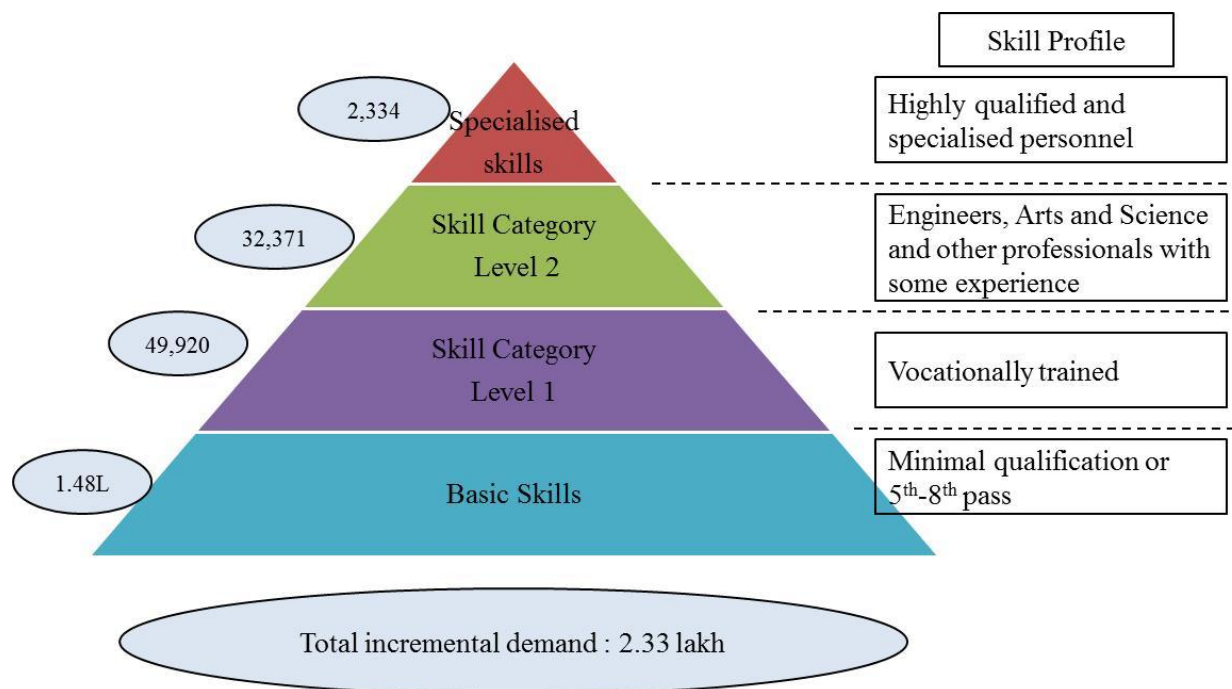 Skill Profile
2,334
Specialised
skills
Highly qualified and
specialised personnel
32,371
Skill Category
Level 2
Engineers, Arts and Science
and other professionals with
some experience
49,920
Skill Category
Level 1
Vocationally trained
1.48L
Basic Skills
Minimal qualification or
5th-8th pass
Total incremental demand : 2.33 lakh